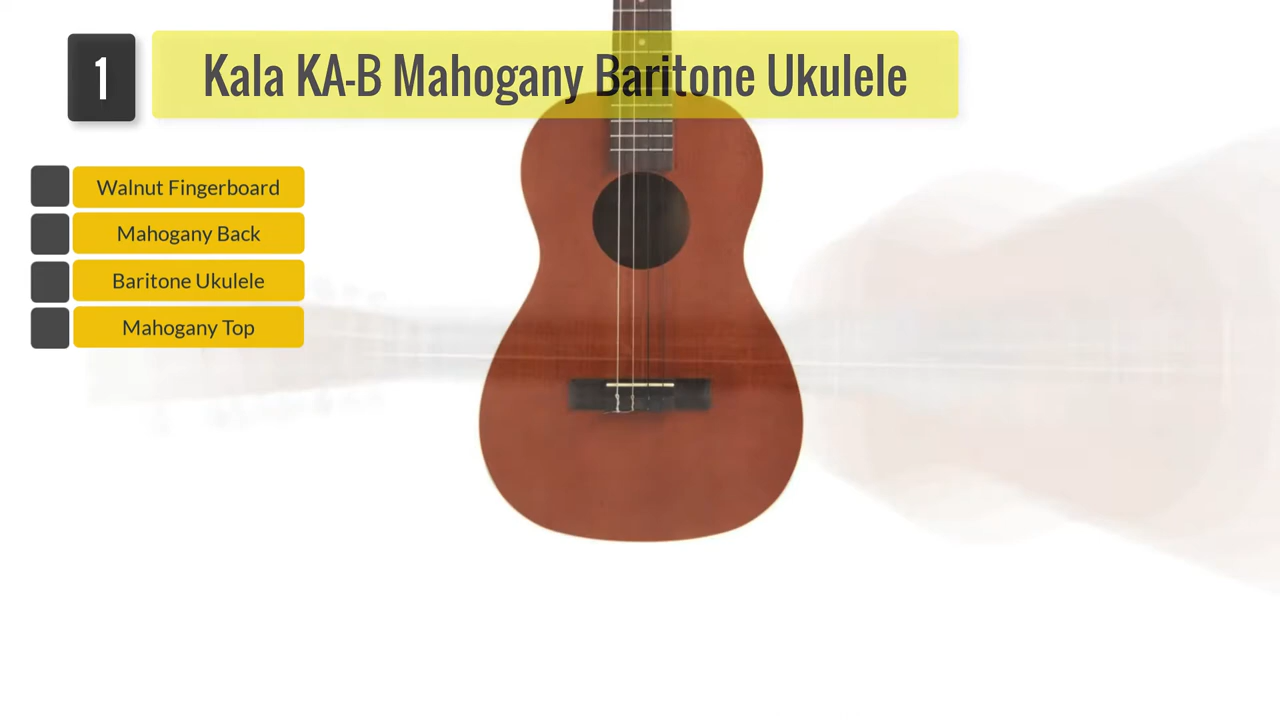 1
Kala KA-B Mahogany Baritone Ukulele
Walnut Fingerboard
Mahogany Back
Baritone Ukulele
Mahogany Top